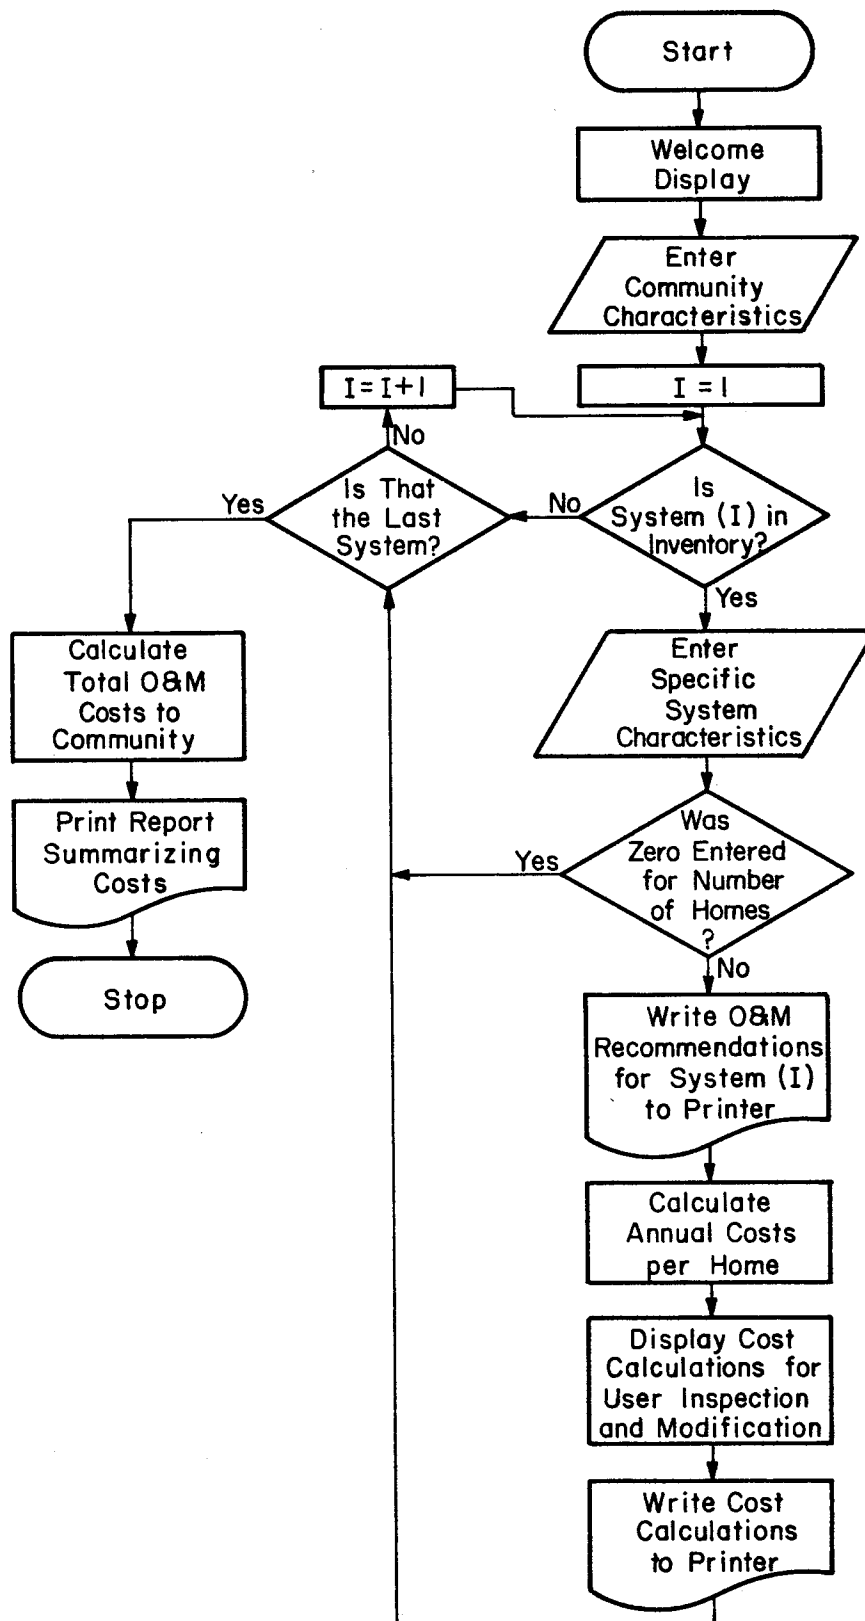 Start
Welcome
Display
Enter
Community
Characteristics
I = I+1
I = 1
No
Is That
the Last
System?
Yes
No
Is
System (I) in
Inventory?
Yes
Calculate
Total O&M
Costs to
Community
Enter
Specific
System
Characteristics
Print Report
Summarizing
Costs
Stop
Yes
Was
Zero Entered
for Number
of Homes
?
No
Write O&M
Recommendations
for System (I)
to Printer
Calculate
Annual Costs
per Home
Display Cost
Calculations for
User Inspection
and Modification
Write Cost
Calculations
to Printer